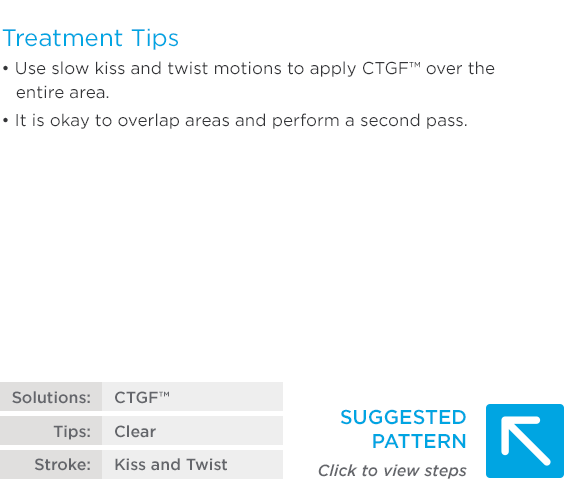 Treatment Tips
• Use slow kiss and twist motions to apply CTGF™ over the
entire area.
• It is okay to overlap areas and perform a second pass.
Solutions: CTGF™
Tips: Clear
Stroke: Kiss and Twist
SUGGESTED
PATTERN
Click to view steps